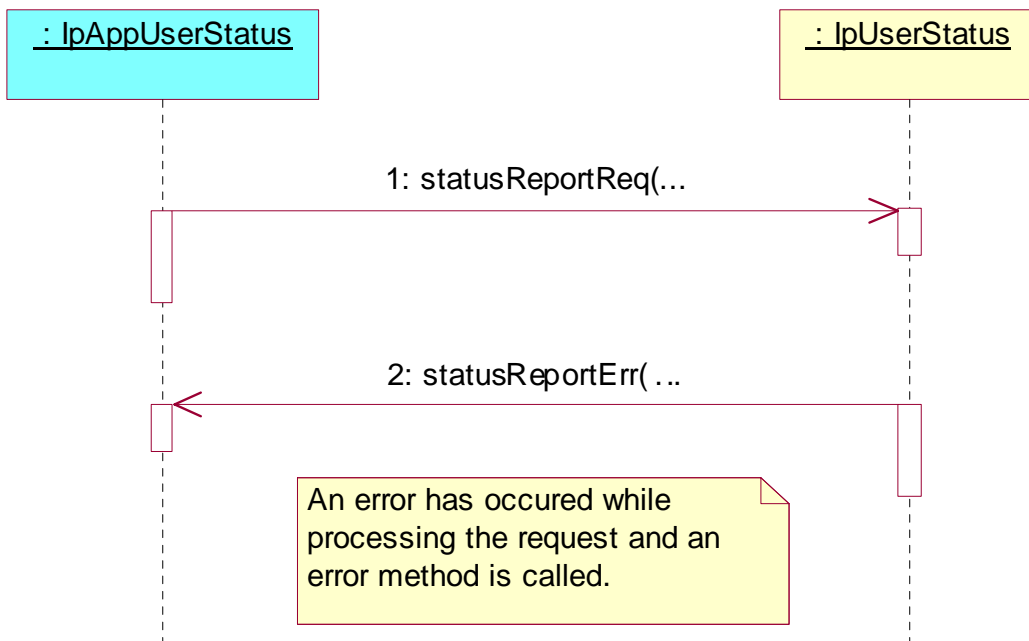 : IpAppUserStatus
: IpUserStatus
1: statusReportReq(...
2: statusReportErr( ...
An error has occured while
processing the request and an
error method is called.